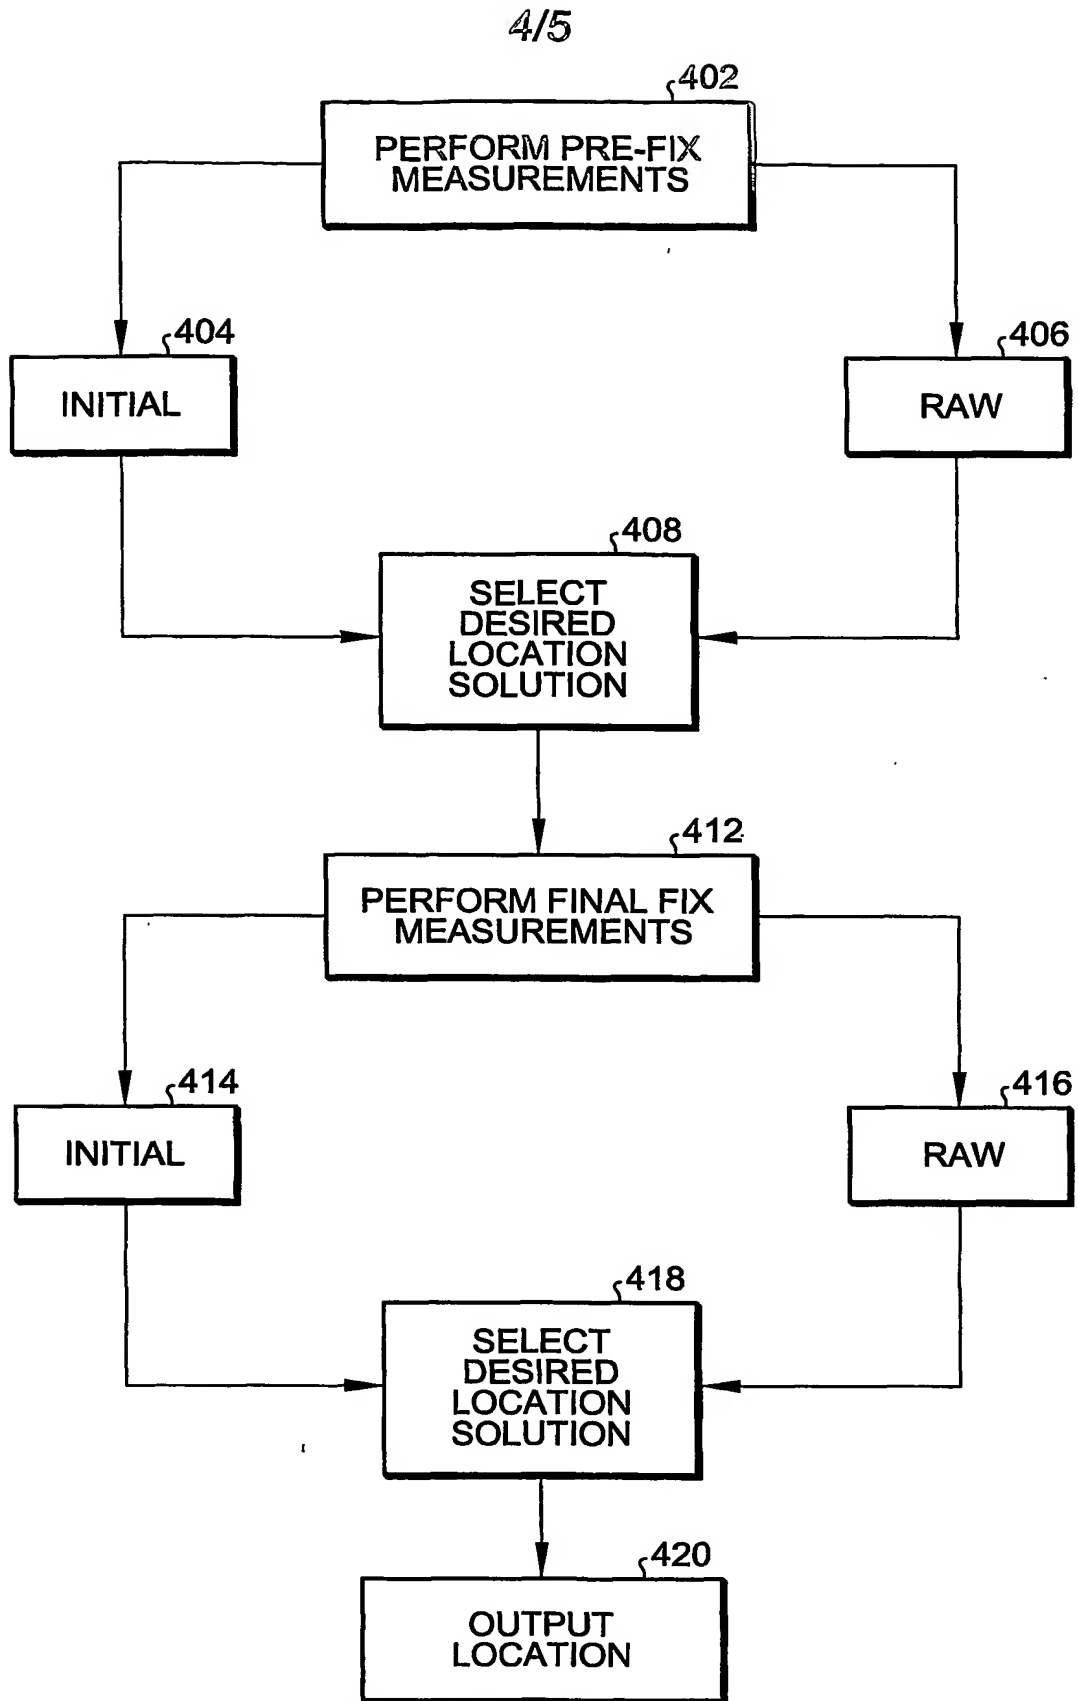 4/5
402
PERFORM PRE-FIX
MEASUREMENTS
404
INITIAL
406
RAW
408
SELECT
DESIRED
LOCATION
SOLUTION
412
PERFORM FINAL FIX
MEASUREMENTS
414
INITIAL
416
RAW
418
SELECT
DESIRED
LOCATION
SOLUTION
420
OUTPUT
LOCATION